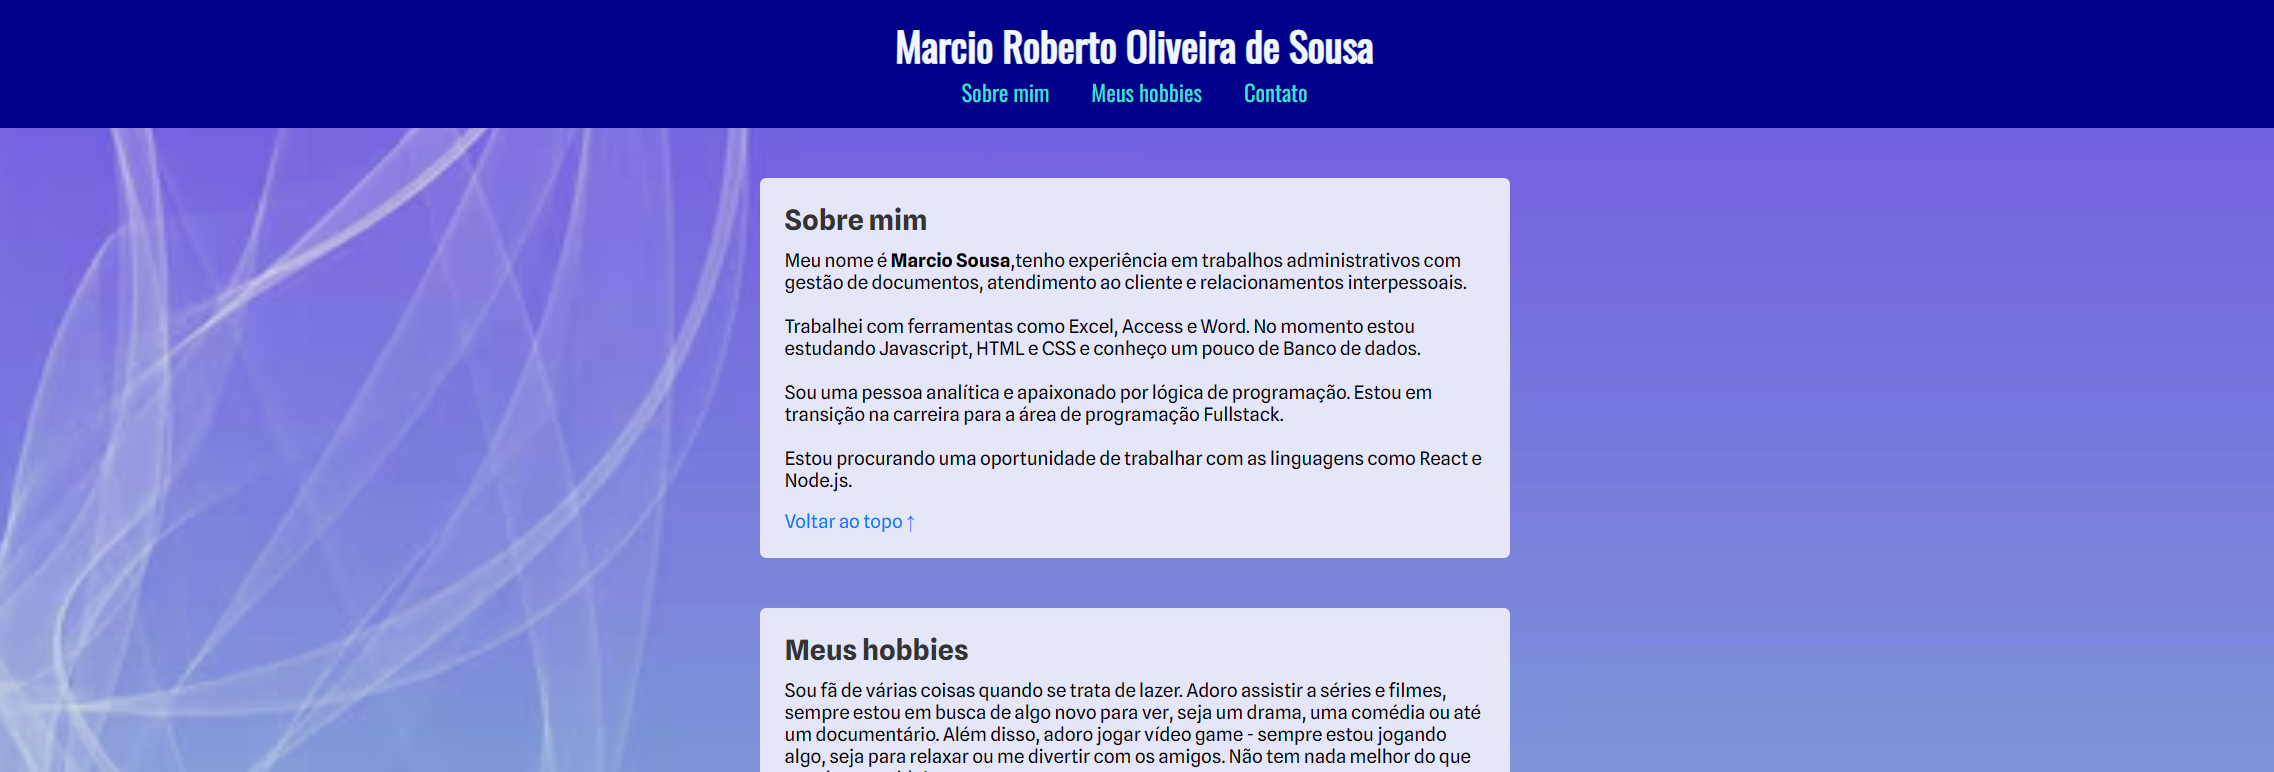 Marcio Roberto Oliveira de Sousa
Sobre mim Meus hobbies Contato
Sobre mim
Meu nome é Marcio Sousa,tenho experiência em trabalhos administrativos com
gestão de documentos, atendimento ao cliente e relacionamentos interpessoais.
Trabalhei com ferramentas como Excel, Access e Word. No momento estou
estudando Javascript, HTML e CSS e conheço um pouco de Banco de dados.
Sou uma pessoa analítica e apaixonado por lógica de programação. Estou em
transição na carreira para a área de programação Fullstack.
Estou procurando uma oportunidade de trabalhar com as linguagens como React e
Node.js.
Voltar ao topo ↑
Meus hobbies
Sou fã de várias coisas quando se trata de lazer. Adoro assistir a séries e filmes,
sempre estou em busca de algo novo para ver, seja um drama, uma comédia ou até
um documentário. Além disso, adoro jogar vídeo game - sempre estou jogando
algo, seja para relaxar ou me divertir com os amigos. Não tem nada melhor do que